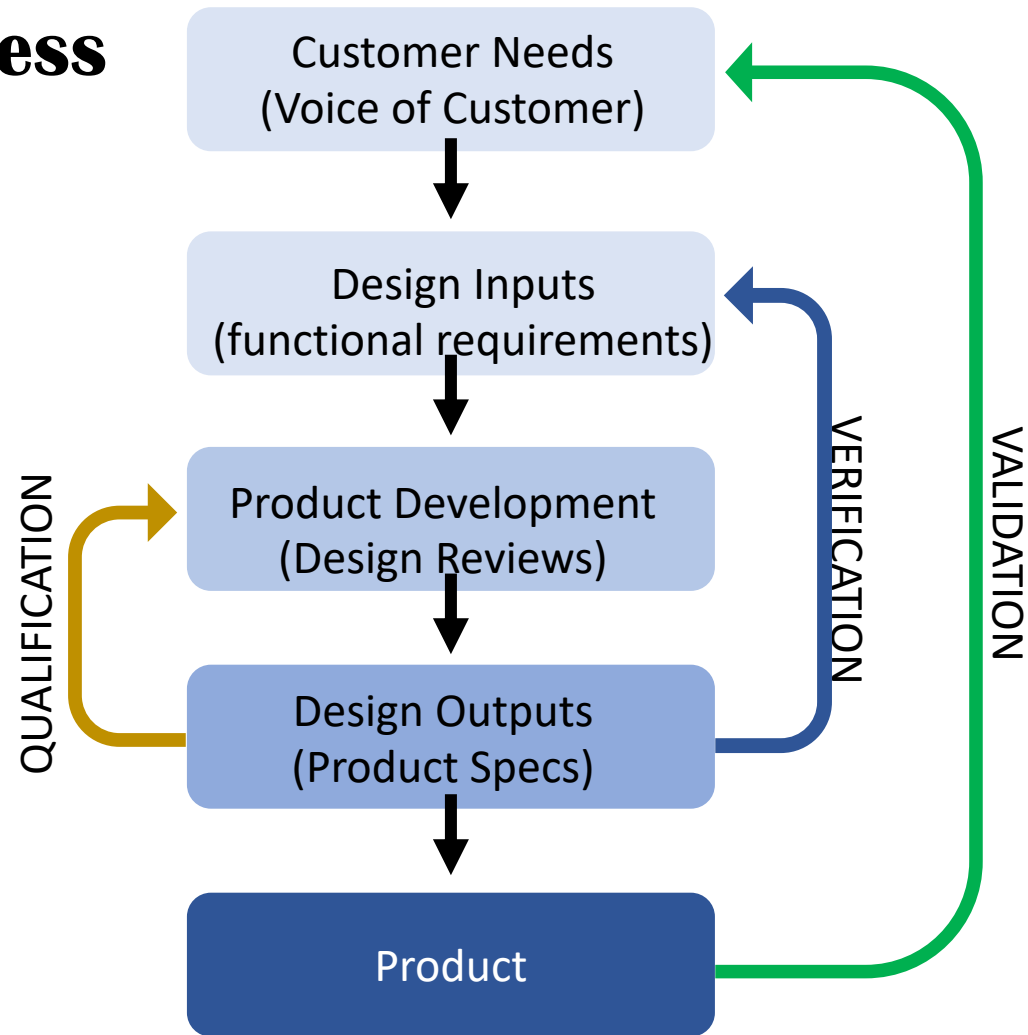 ess
Customer Needs
(Voice of Customer)
Design Inputs
(functional requirements)
Product Development
(Design Reviews)
Design Outputs
(Product Specs)
Product
QUALIFICATION
VERIFICATION
VALIDATION